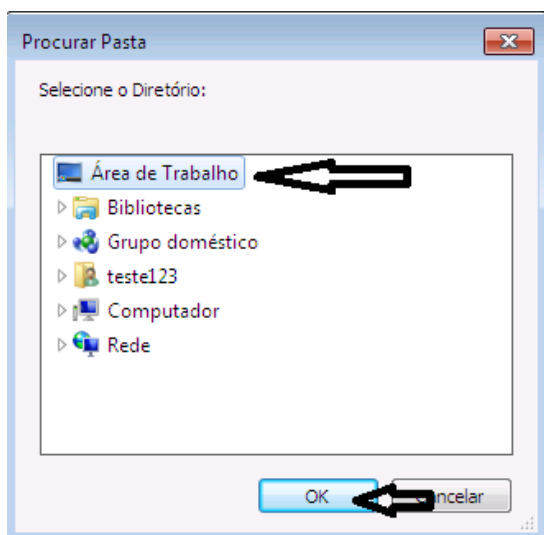 Procurar Pasta
Selecione o Diretório:
Área de Trabalho
Bibliotecas
Grupo doméstico
teste123
Computador
Rede
OK